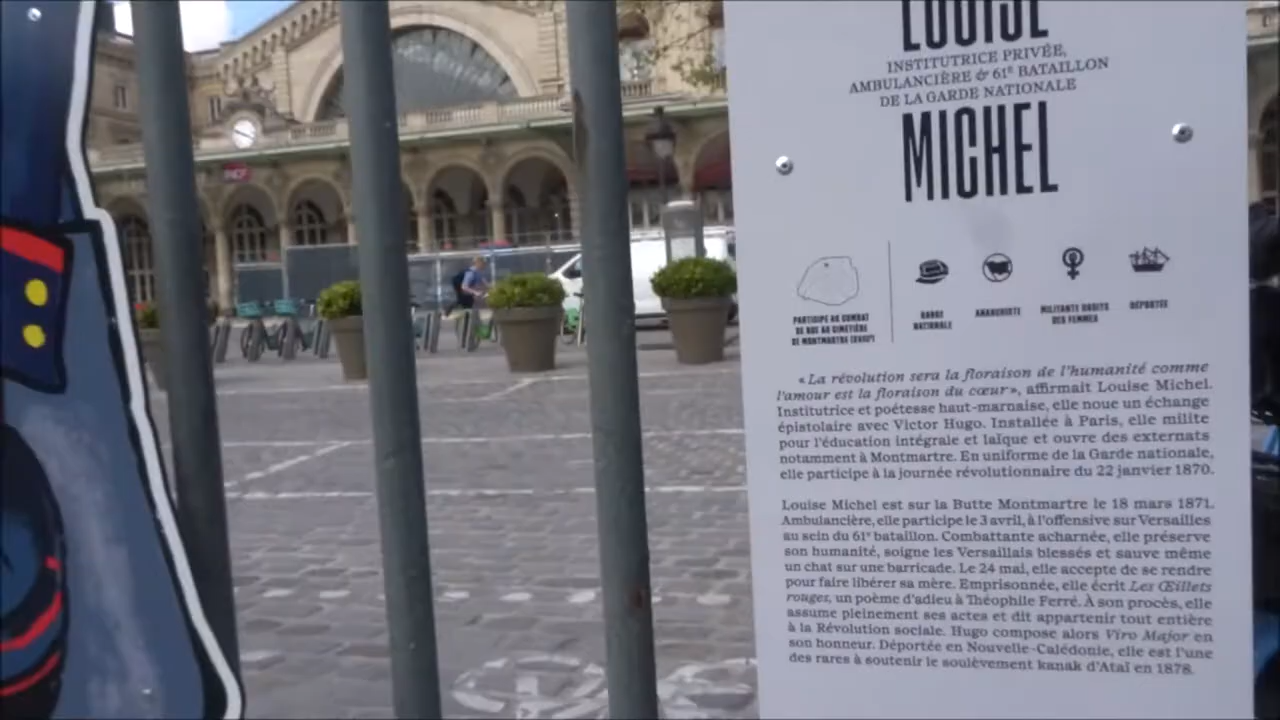 SNCF
LOUISE
INSTITUTRICE PRIVÉE,
AMBULANCIÈRE & 61ᵉ BATAILLON
DE LA GARDE NATIONALE
MICHEL
PARTICIPE AU COMBAT
DE RUE AU CIMETIÈRE
DE MONTMARTRE
GARDE
NATIONALE
ANARCHISTE
MILITANTE DROITS
DES FEMMES
DÉPORTÉE
«La révolution sera la floraison de l'humanité comme
l'amour est la floraison du cœur», affirmait Louise Michel.
Institutrice et poétesse haut-marnaise, elle noue un échange
épistolaire avec Victor Hugo. Installée à Paris, elle milite
pour l'éducation intégrale et laïque et ouvre des externats
notamment à Montmartre. En uniforme de la Garde nationale,
elle participe à la journée révolutionnaire du 22 janvier 1870.
Louise Michel est sur la Butte Montmartre le 18 mars 1871.
Ambulancière, elle participe le 3 avril, à l'offensive sur Versailles
au sein du 61ᵉ bataillon. Combattante acharnée, elle préserve
son humanité, soigne les Versaillais blessés et sauve même
un chat sur une barricade. Le 24 mai, elle accepte de se rendre
pour faire libérer sa mère. Emprisonnée, elle écrit Les Œillets
rouges, un poème d'adieu à Théophile Ferré. À son procès, elle
assume pleinement ses actes et dit appartenir tout entière
à la Révolution sociale. Hugo compose alors Viro Major en
son honneur. Déportée en Nouvelle-Calédonie, elle est l'une
des rares à soutenir le soulèvement kanak d'Ataï en 1878.